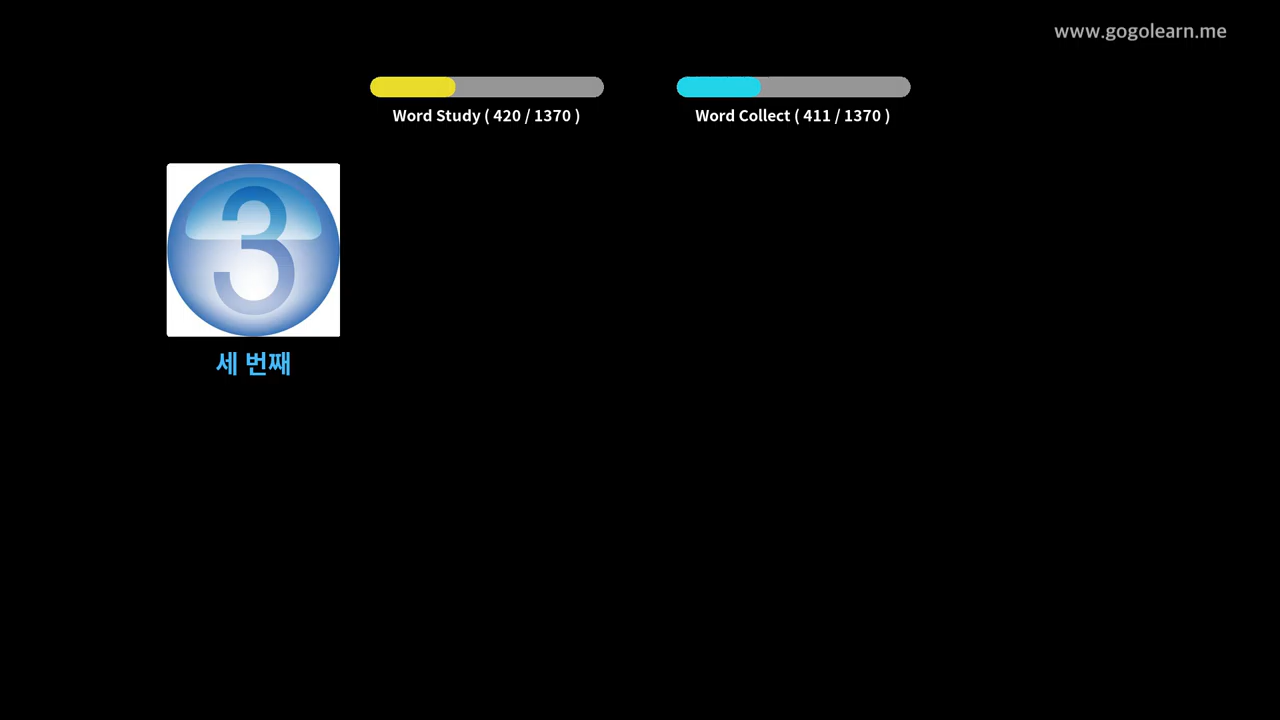 www.gogolearn.me
Word Study ( 420 / 1370 )
Word Collect ( 411 / 1370 )
3
세 번째